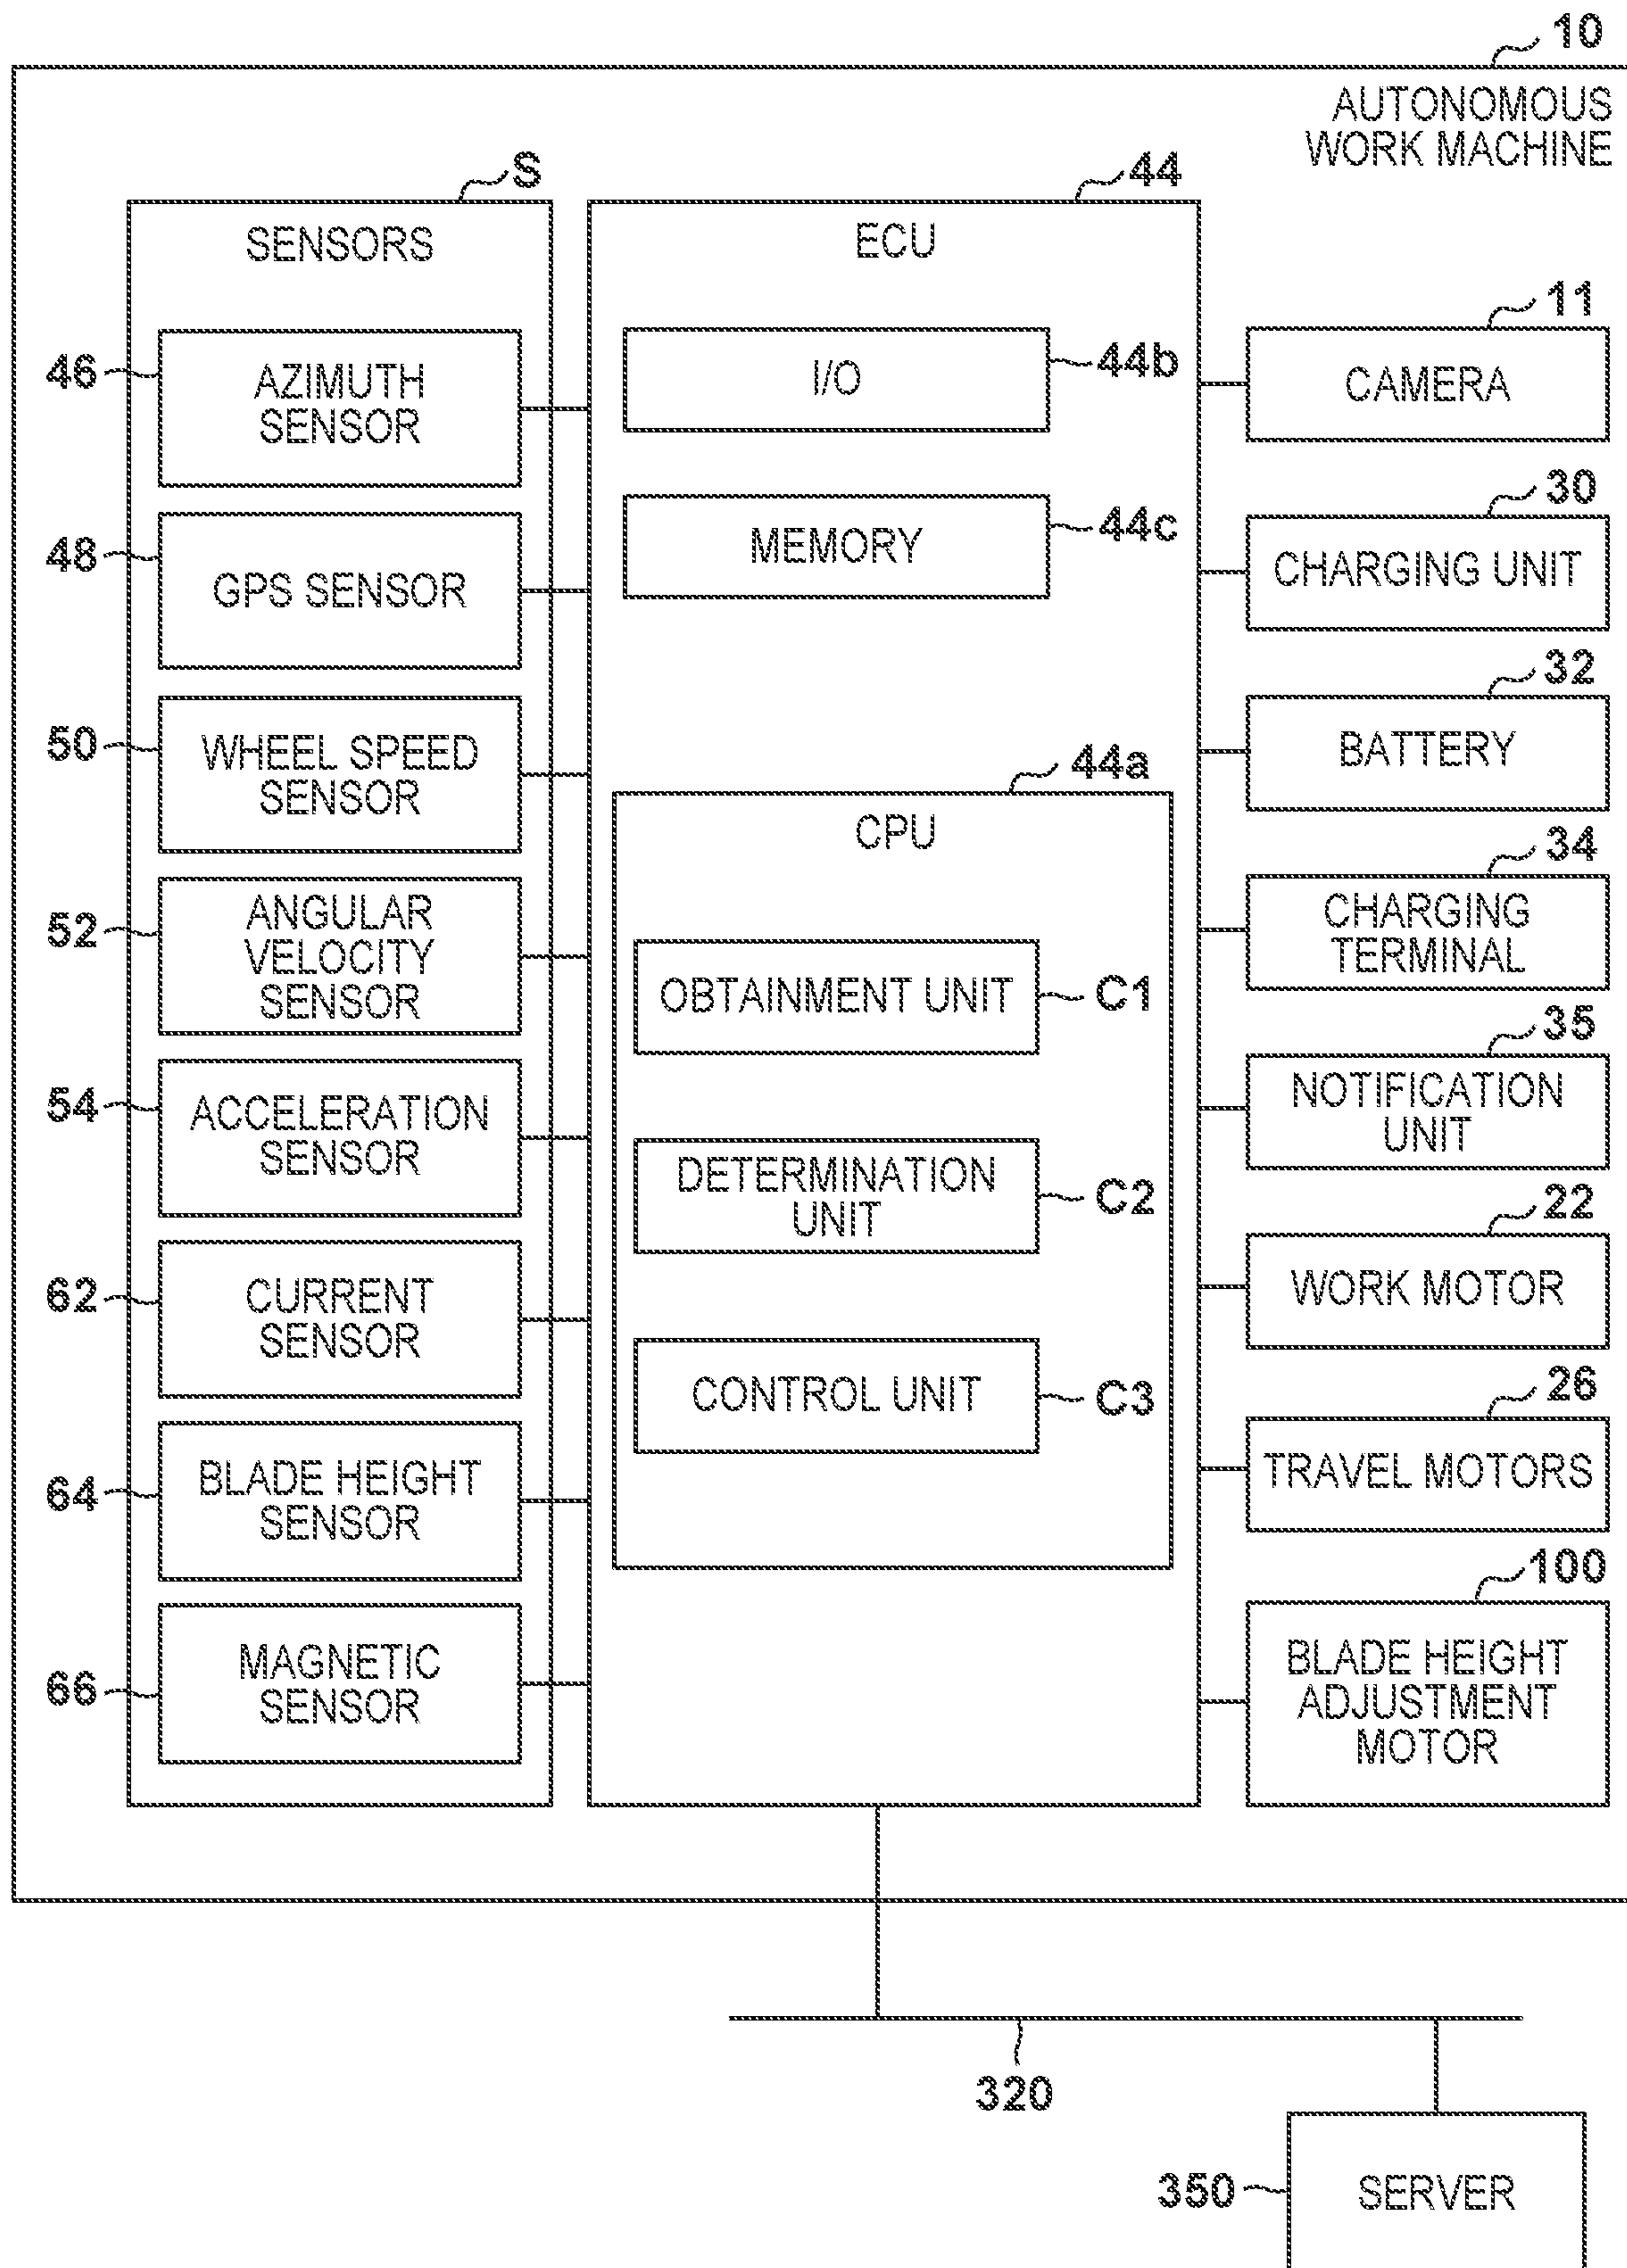 10
AUTONOMOUS
WORK MACHINE
S
SENSORS
46
AZIMUTH
SENSOR
48
GPS SENSOR
50
WHEEL SPEED
SENSOR
52
ANGULAR
VELOCITY
SENSOR
54
ACCELERATION
SENSOR
62
CURRENT
SENSOR
64
BLADE HEIGHT
SENSOR
66
MAGNETIC
SENSOR
44
ECU
I/O
44b
MEMORY
44c
44a
CPU
OBTAINMENT UNIT
C1
DETERMINATION
UNIT
C2
CONTROL UNIT
C3
11
CAMERA
30
CHARGING UNIT
32
BATTERY
34
CHARGING
TERMINAL
35
NOTIFICATION
UNIT
22
WORK MOTOR
26
TRAVEL MOTORS
100
BLADE HEIGHT
ADJUSTMENT
MOTOR
320
350
SERVER